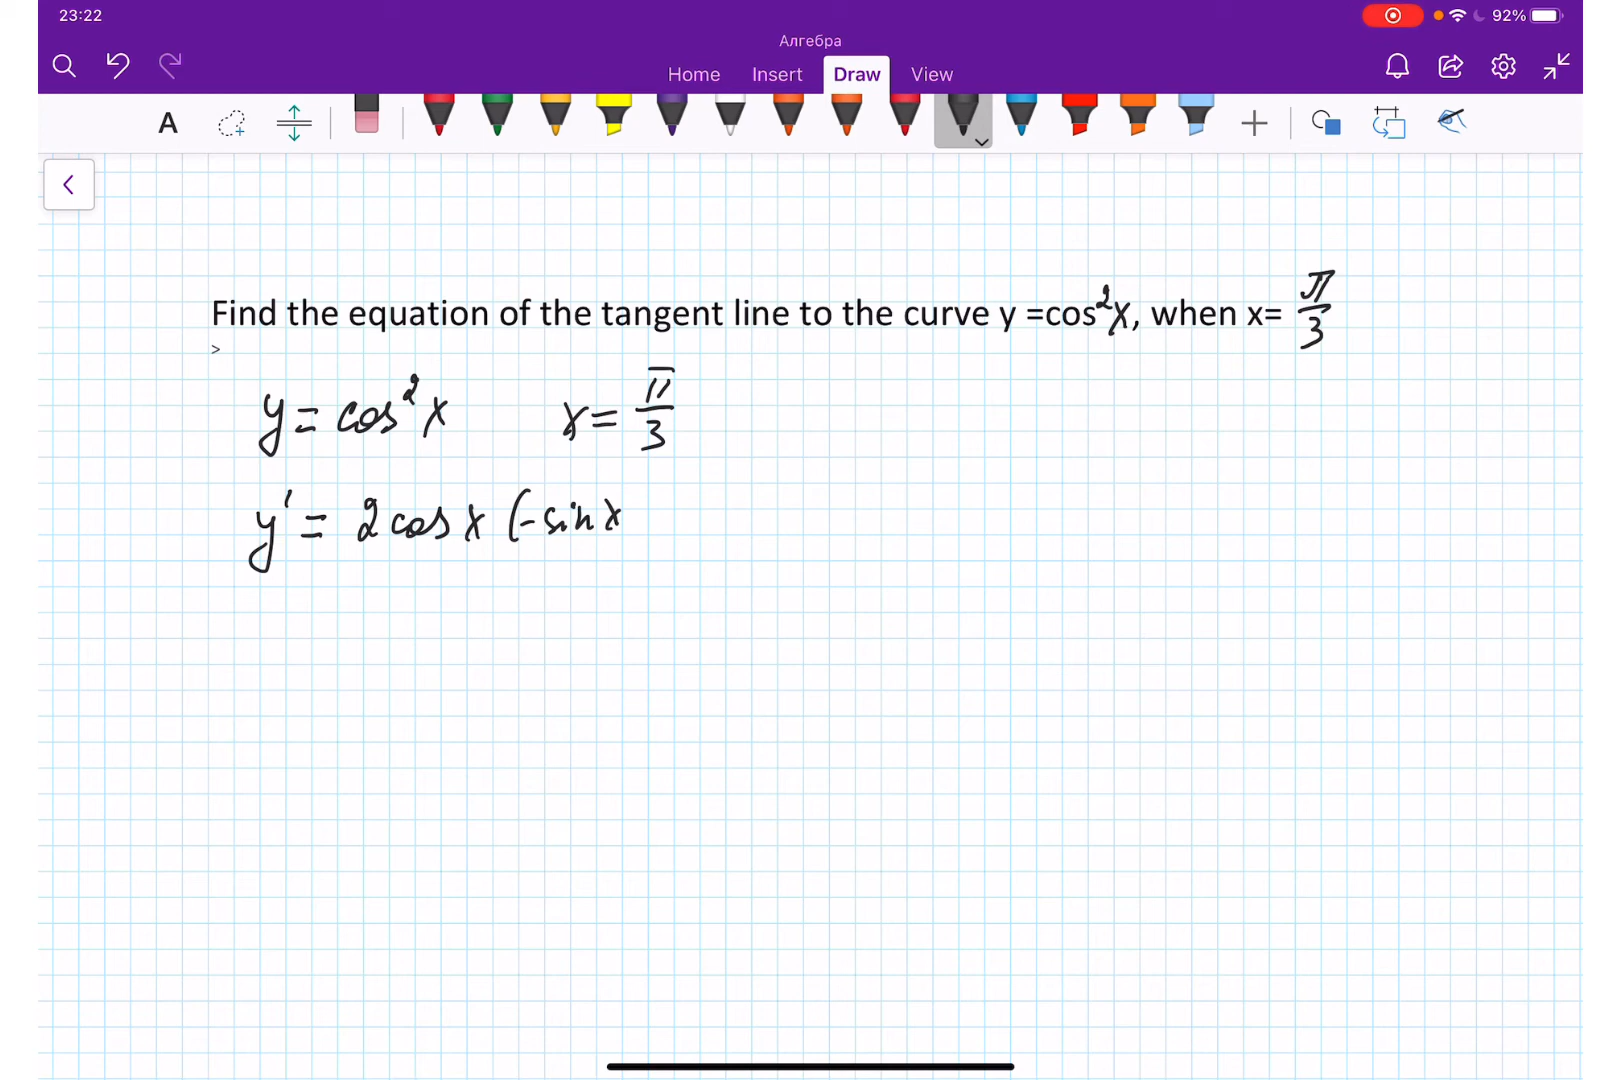 23:22
92%
Алгебра
Home Insert Draw View
A
Find the equation of the tangent line to the curve y =cos²x, when x= π/3
>
y = cos²x x = π/3
y' = 2 cos x (-sin x